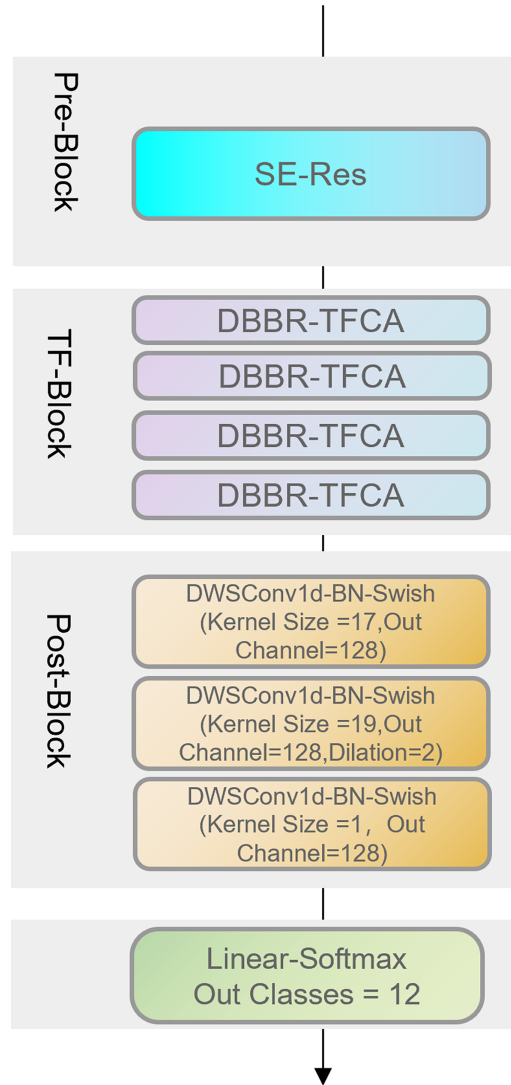 Pre-Block
SE-Res
TF-Block
DBBR-TFCA
DBBR-TFCA
DBBR-TFCA
DBBR-TFCA
Post-Block
DWSConv1d-BN-Swish
(Kernel Size =17,Out
Channel=128)
DWSConv1d-BN-Swish
(Kernel Size =19,Out
Channel=128,Dilation=2)
DWSConv1d-BN-Swish
(Kernel Size =1，Out
Channel=128)
Linear-Softmax
Out Classes = 12